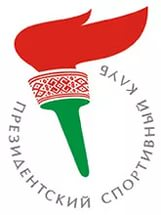 ПРЕЗИДЕНТСКИЙ СПОРТИВНЫЙ КЛУБ